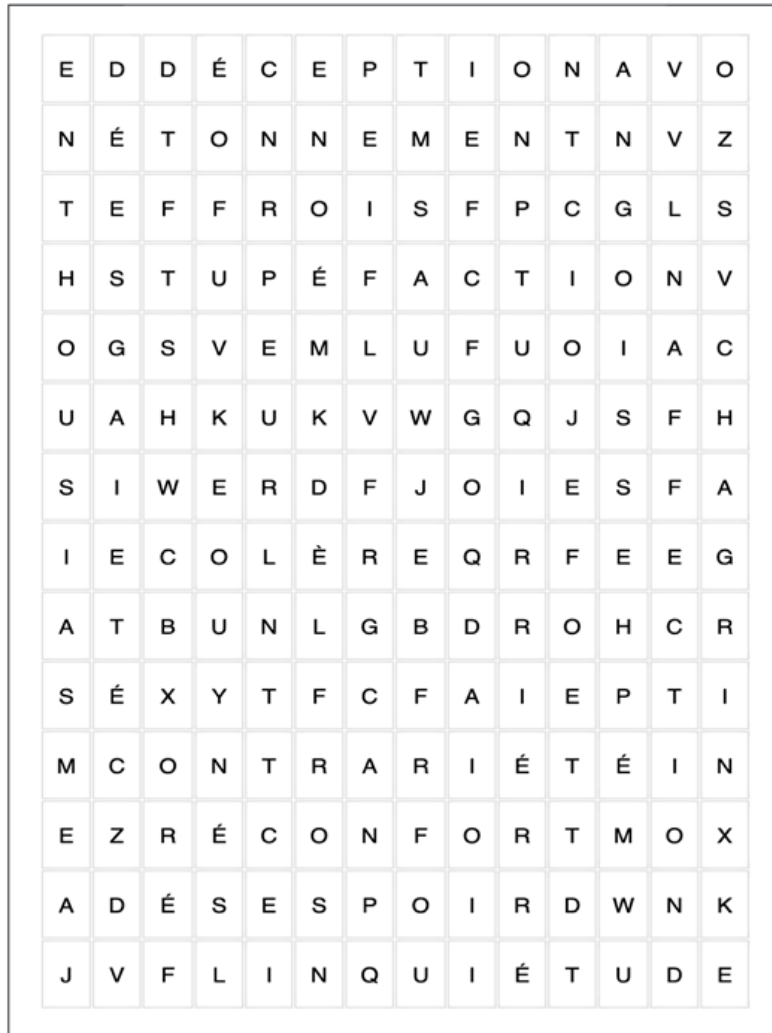 E D D É C E P T I O N A V O
N É T O N N E M E N T N V Z
T E F F R O I S F P C G L S
H S T U P É F A C T I O N V
O G S V E M L U F U O I A C
U A H K U K V W G Q J S F H
S I W E R D F J O I E S F A
I E C O L È R E Q R F E E G
A T B U N L G B D R O H C R
S É X Y T F C F A I E P T I
M C O N T R A R I É T É I N
E Z R É C O N F O R T M O X
A D É S E S P O I R D W N K
J V F L I N Q U I É T U D E